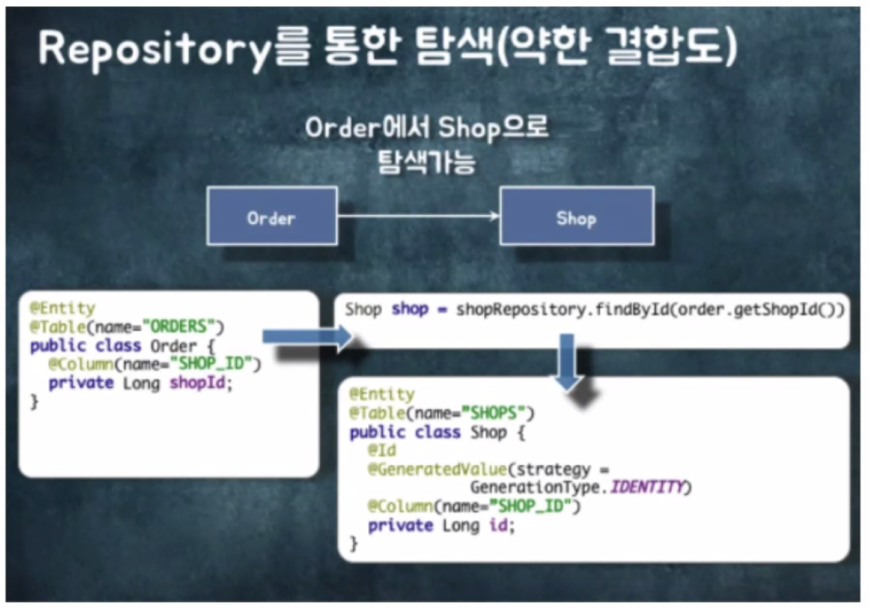 Repository를 통한 탐색(약한 결합도)
Order에서 Shop으로
탐색가능
Order
Shop
@Entity
@Table(name="ORDERS")
public class Order {
@Column(name="SHOP_ID")
private Long shopId;
}
Shop shop = shopRepository.findById(order.getShopId())
@Entity
@Table(name="SHOPS")
public class Shop {
@Id
@GeneratedValue(strategy =
GenerationType.IDENTITY)
@Column(name="SHOP_ID")
private Long id;
}